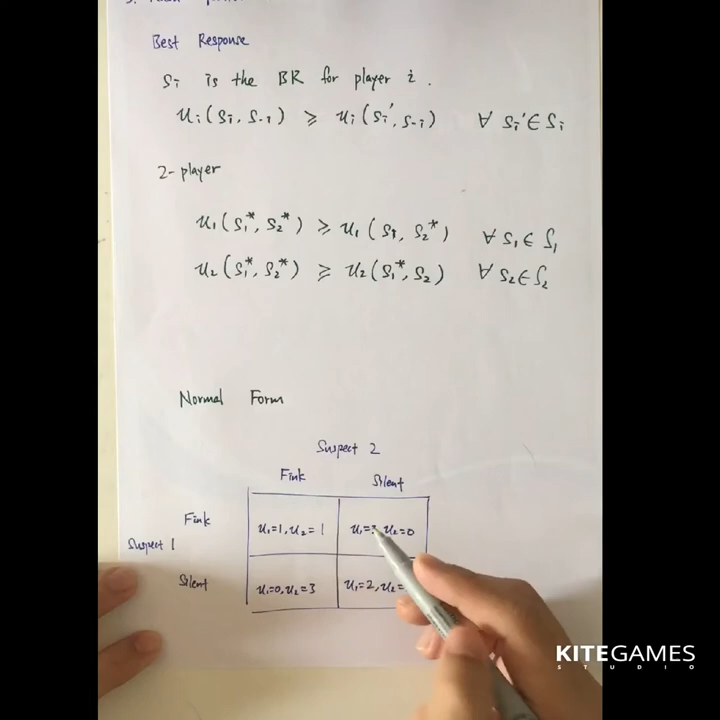 Best Response
Si is the BR for player i.
ui(si, s-i) ≥ ui(si', s-i) ∀ si' ∈ Si
2-player
u1(s1*, s2*) ≥ u1(s1, s2*) ∀ s1 ∈ S1
u2(s1*, s2*) ≥ u2(s1*, s2) ∀ s2 ∈ S2
Normal Form
Suspect 2
Fink Silent
Fink u1=1, u2=1 u2=0
Suspect 1
Silent u1=0, u2=3 u1=2, u2=
KITEGAMES
STUDIO